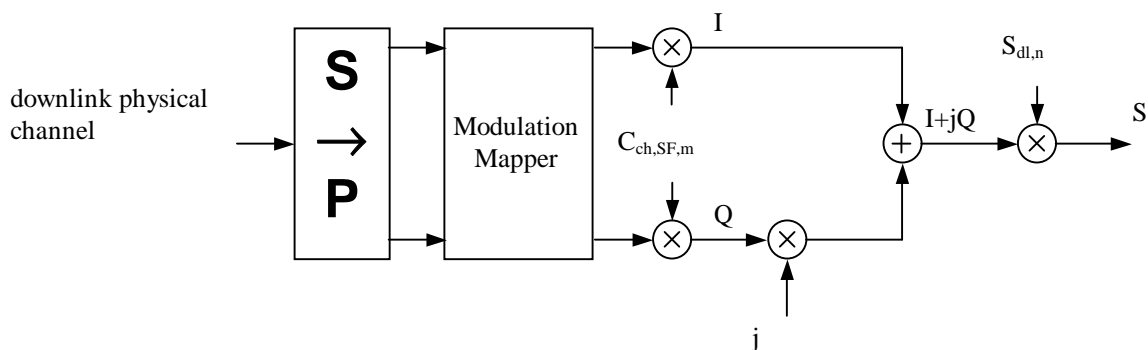 downlink physical
channel
S
→
P
Modulation
Mapper
I
C_ch,SF,m
Q
j
I+jQ
S_dl,n
S